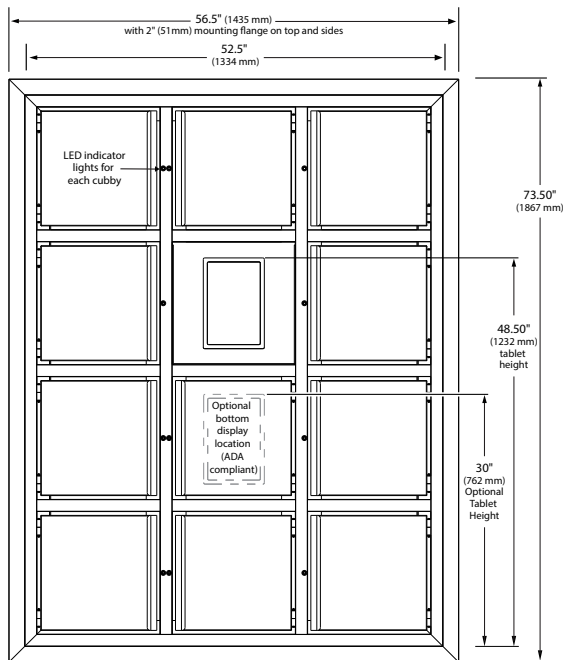 56.5" (1435 mm)
with 2" (51mm) mounting flange on top and sides
52.5"
(1334 mm)
LED indicator
lights for
each cubby
73.50"
(1867 mm)
48.50"
(1232 mm)
tablet
height
Optional
bottom
display
location
(ADA
compliant)
30"
(762 mm)
Optional
Tablet
Height